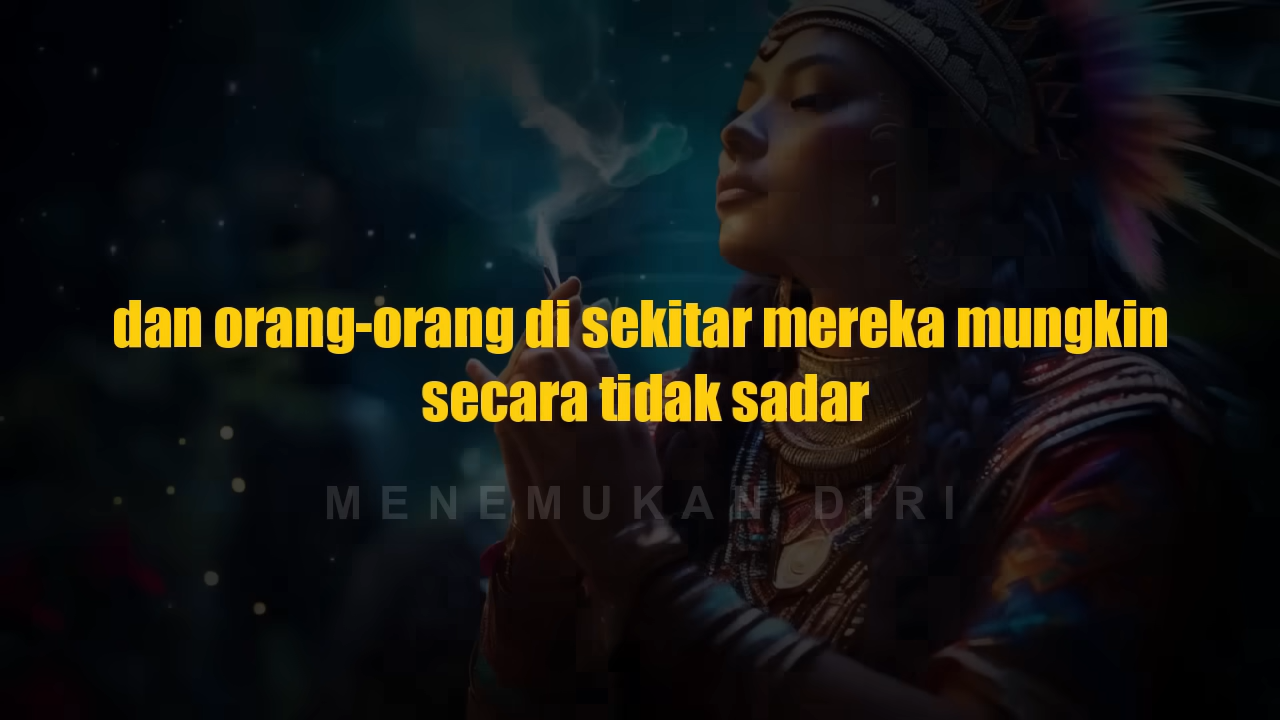 dan orang-orang di sekitar mereka mungkin
secara tidak sadar
MENEMUKAN DIRI